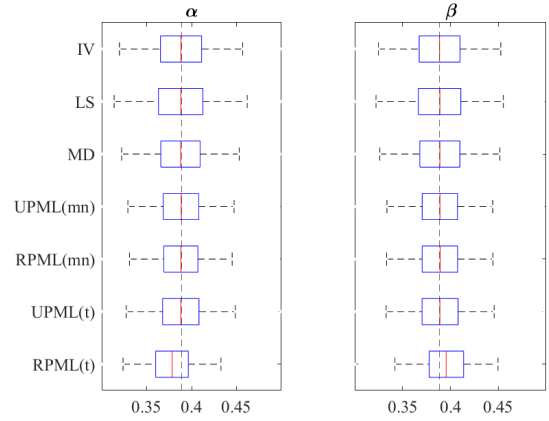 α β
IV
LS
MD
UPML(mn)
RPML(mn)
UPML(t)
RPML(t)
0.35 0.4 0.45 0.35 0.4 0.45